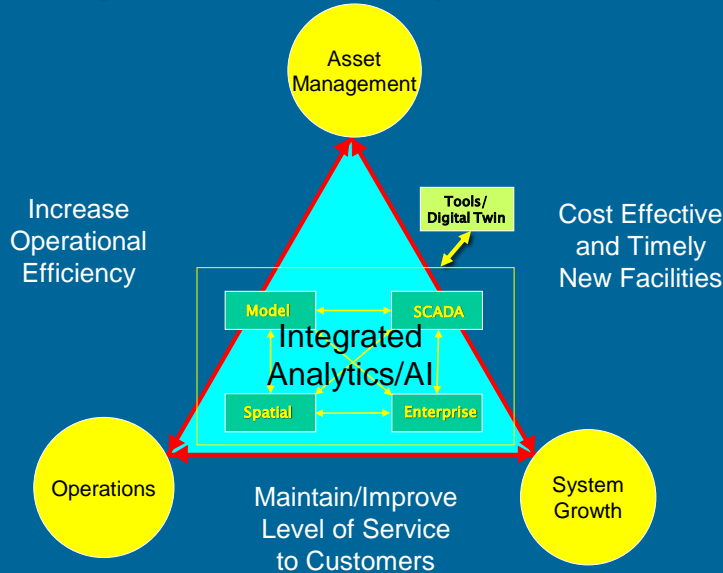 Asset
Management
Tools/
Digital Twin
Increase
Operational
Efficiency
Cost Effective
and Timely
New Facilities
Model
SCADA
Integrated
Analytics/AI
Spatial
Enterprise
Operations
System
Growth
Maintain/Improve
Level of Service
to Customers